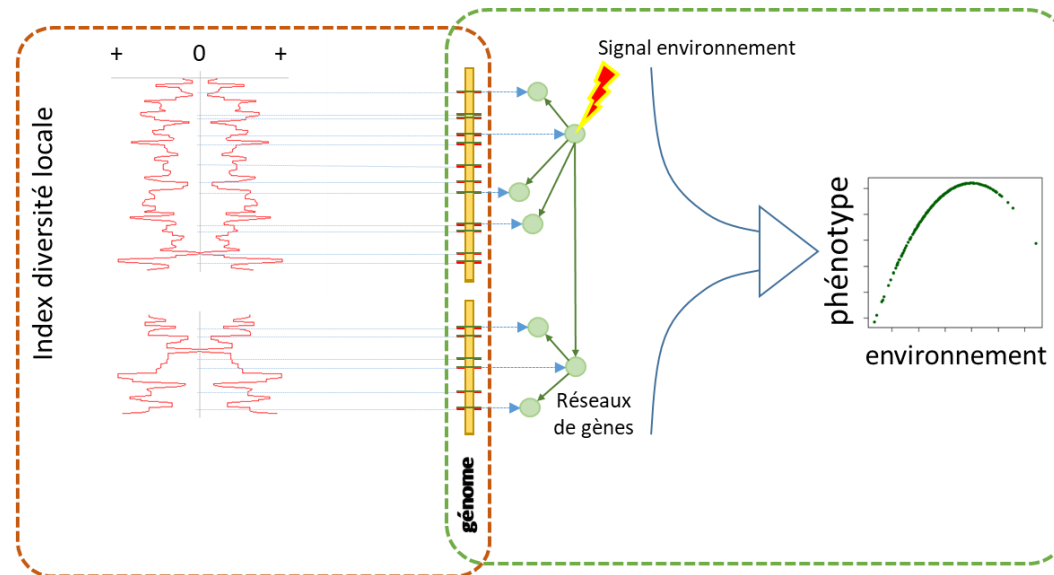 + 0 +
Index diversité locale
génome
Signal environnement
Réseaux
de gènes
phénotype
environnement